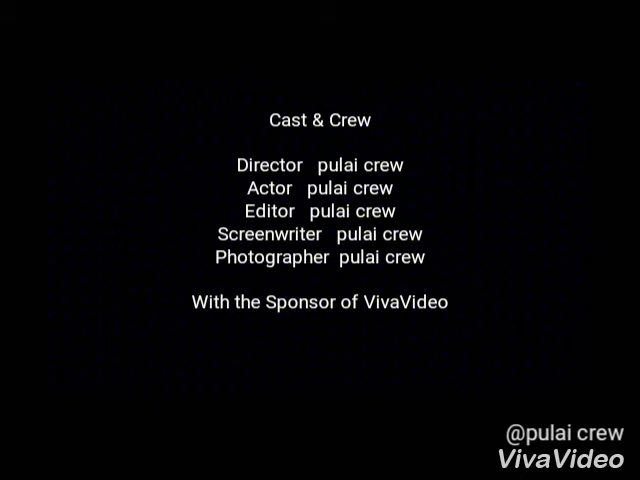 Cast & Crew
Director pulai crew
Actor pulai crew
Editor pulai crew
Screenwriter pulai crew
Photographer pulai crew
With the Sponsor of VivaVideo
@pulai crew
VivaVideo